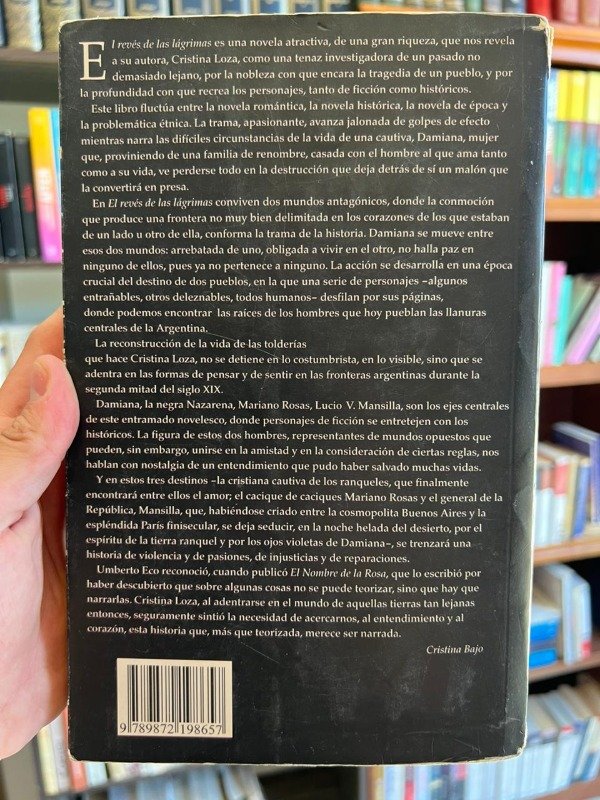 El revés de las lágrimas es una novela atractiva, de una gran riqueza, que nos revela
a su autora, Cristina Loza, como una tenaz investigadora de un pasado no
demasiado lejano, por la nobleza con que encara la tragedia de un pueblo, y por
la profundidad con que recrea los personajes, tanto de ficción como históricos.
Este libro fluctúa entre la novela romántica, la novela histórica, la novela de época y
la problemática étnica. La trama, apasionante, avanza jalonada de golpes de efecto
mientras narra las difíciles circunstancias de la vida de una cautiva, Damiana, mujer
que, proviniendo de una familia de renombre, casada con el hombre al que ama tanto
como a su vida, ve perderse todo en la destrucción que deja detrás de sí un malón que
la convertirá en presa.
En El revés de las lágrimas conviven dos mundos antagónicos, donde la conmoción
que produce una frontera no muy bien delimitada en los corazones de los que estaban
de un lado u otro de ella, conforma la trama de la historia. Damiana se mueve entre
esos dos mundos: arrebatada de uno, obligada a vivir en el otro, no halla paz en
ninguno de ellos, pues ya no pertenece a ninguno. La acción se desarrolla en una época
crucial del destino de dos pueblos, en la que una serie de personajes –algunos
entrañables, otros deleznables, todos humanos– desfilan por sus páginas,
donde podemos encontrar las raíces de los hombres que hoy pueblan las llanuras
centrales de la Argentina.
La reconstrucción de la vida de las tolderías
que hace Cristina Loza, no se detiene en lo costumbrista, en lo visible, sino que se
adentra en las formas de pensar y de sentir en las fronteras argentinas durante la
segunda mitad del siglo XIX.
Damiana, la negra Nazarena, Mariano Rosas, Lucio V. Mansilla, son los ejes centrales
de este entramado novelesco, donde personajes de ficción se entretejen con los
históricos. La figura de estos dos hombres, representantes de mundos opuestos que
pueden, sin embargo, unirse en la amistad y en la consideración de ciertas reglas, nos
hablan con nostalgia de un entendimiento que pudo haber salvado muchas vidas.
Y en estos tres destinos –la cristiana cautiva de los ranqueles, que finalmente
encontrará entre ellos el amor; el cacique de caciques Mariano Rosas y el general de la
República, Mansilla, que, habiéndose criado entre la cosmopolita Buenos Aires y la
espléndida París finisecular, se deja seducir, en la noche helada del desierto, por el
espíritu de la tierra ranquel y por los ojos violetas de Damiana–, se trenzará una
historia de violencia y de pasiones, de injusticias y de reparaciones.
Umberto Eco reconoció, cuando publicó El Nombre de la Rosa, que lo escribió por
haber descubierto que sobre algunas cosas no se puede teorizar, sino que hay que
narrarlas. Cristina Loza, al adentrarse en el mundo de aquellas tierras tan lejanas
entonces, seguramente sintió la necesidad de acercarnos, al entendimiento y al
corazón, esta historia que, más que teorizada, merece ser narrada.
Cristina Bajo
9 789872 198657